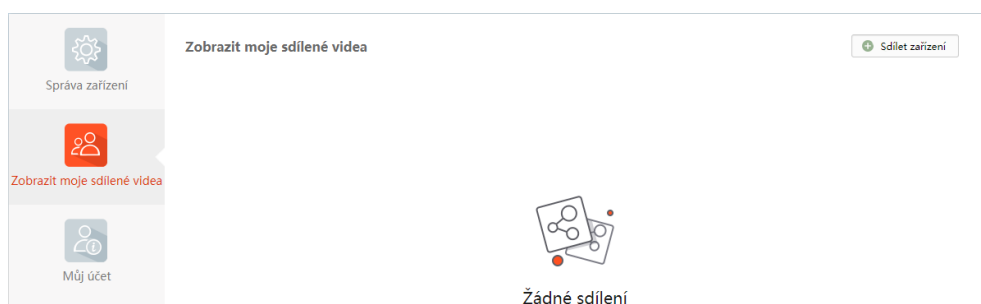 Správa zařízení
Zobrazit moje sdílené videa
Můj účet
Zobrazit moje sdílené videa
Sdílet zařízení
Žádné sdílení